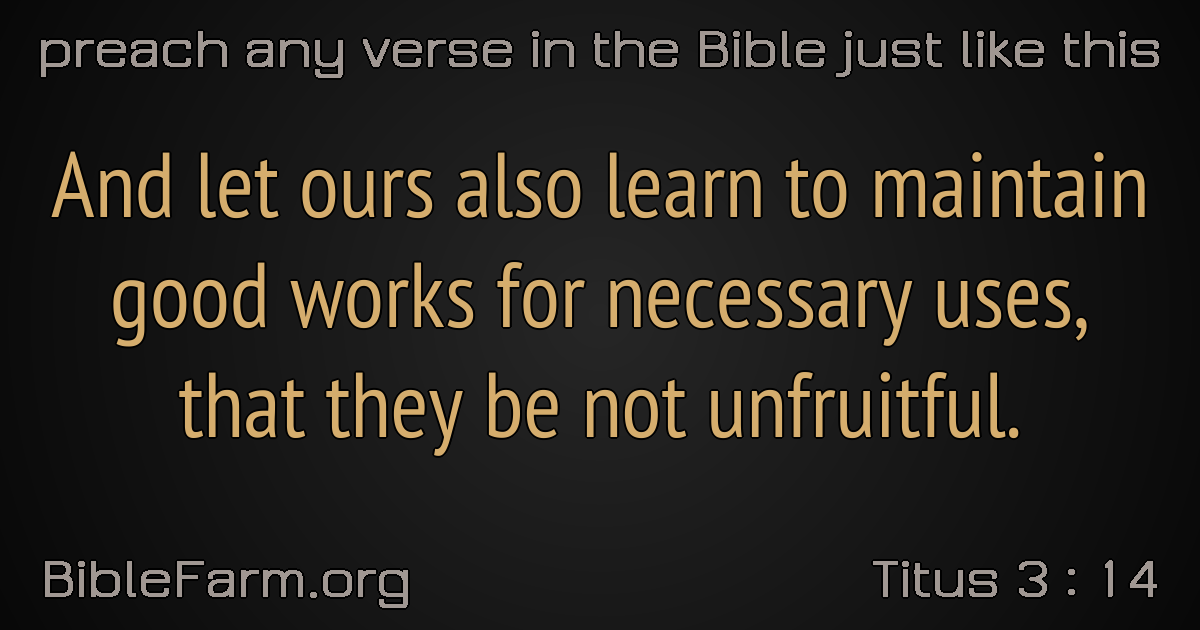 preach any verse in the Bible just like this
And let ours also learn to maintain
good works for necessary uses,
that they be not unfruitful.
BibleFarm.org
Titus 3 : 14